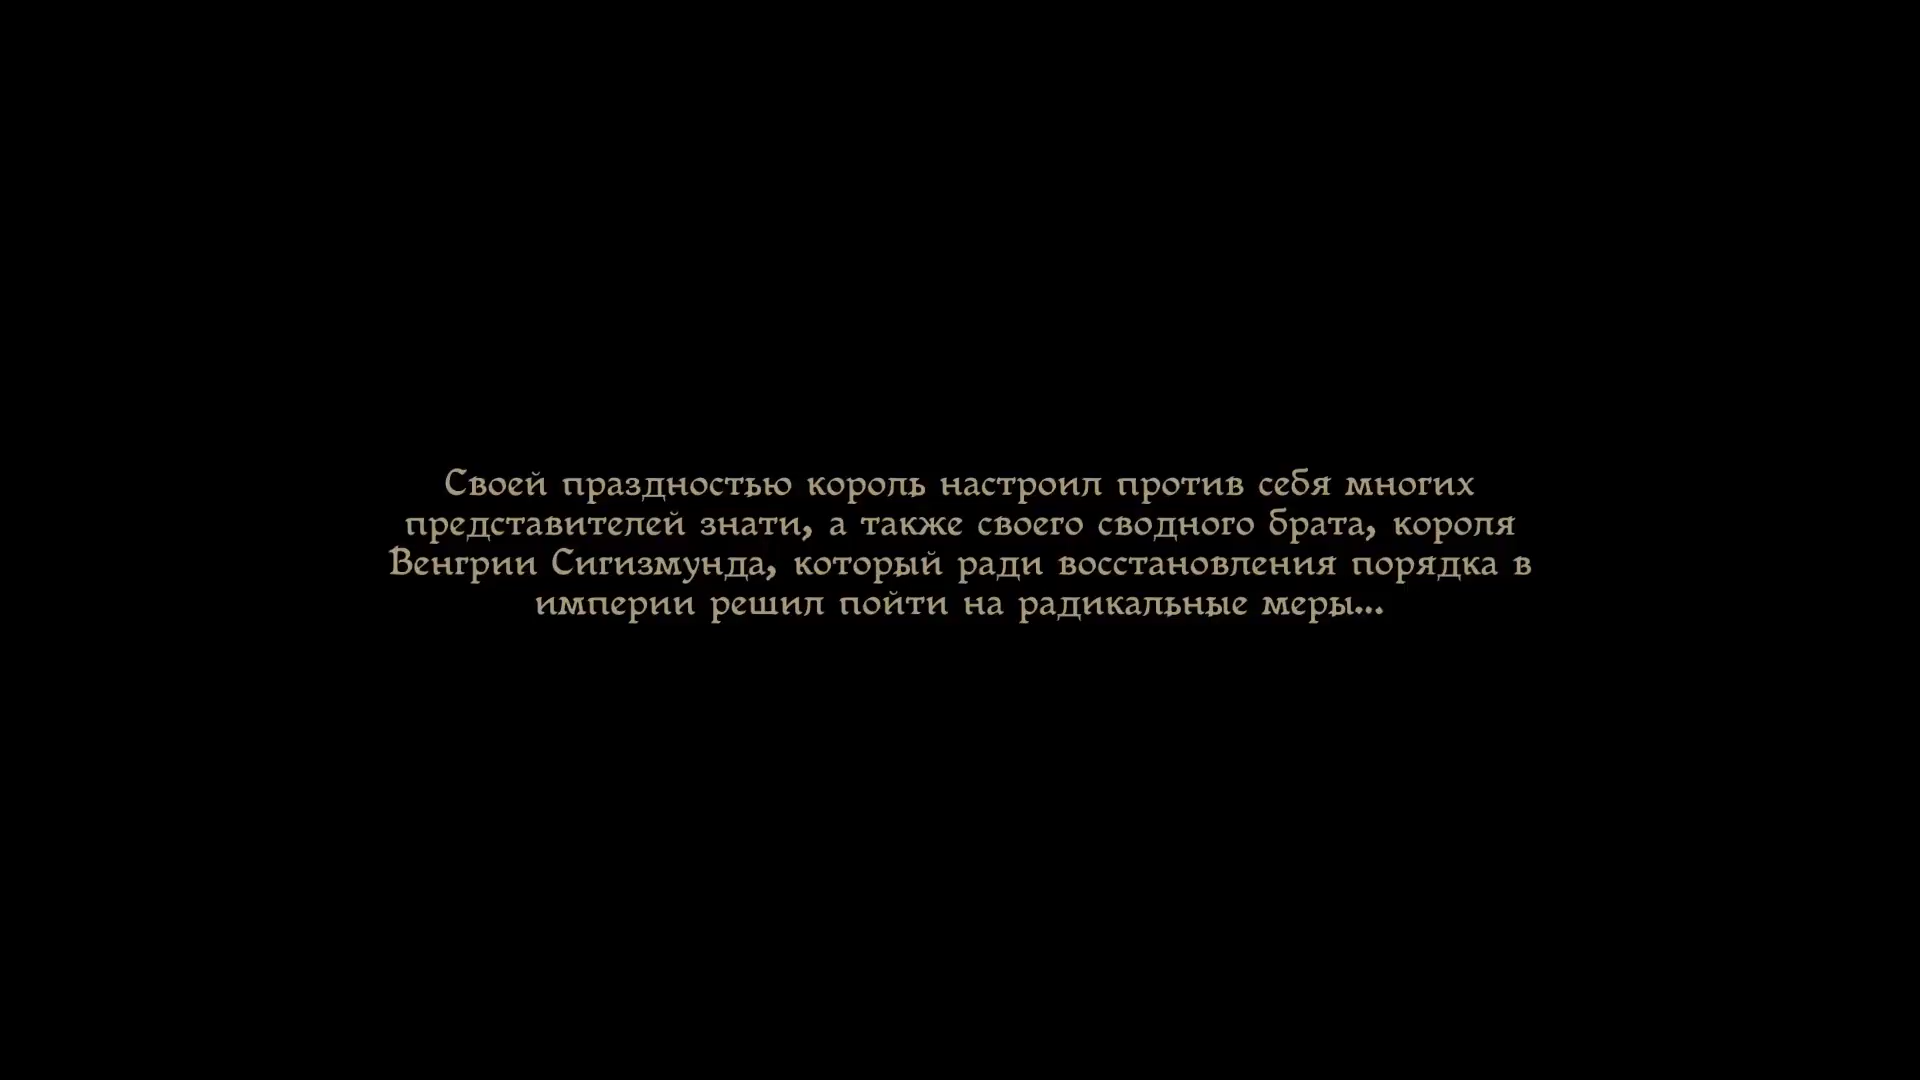 Своей праздностью король настроил против себя многих
представителей знати, а также своего сводного брата, короля
Венгрии Сигизмунда, который ради восстановления порядка в
империи решил пойти на радикальные меры...